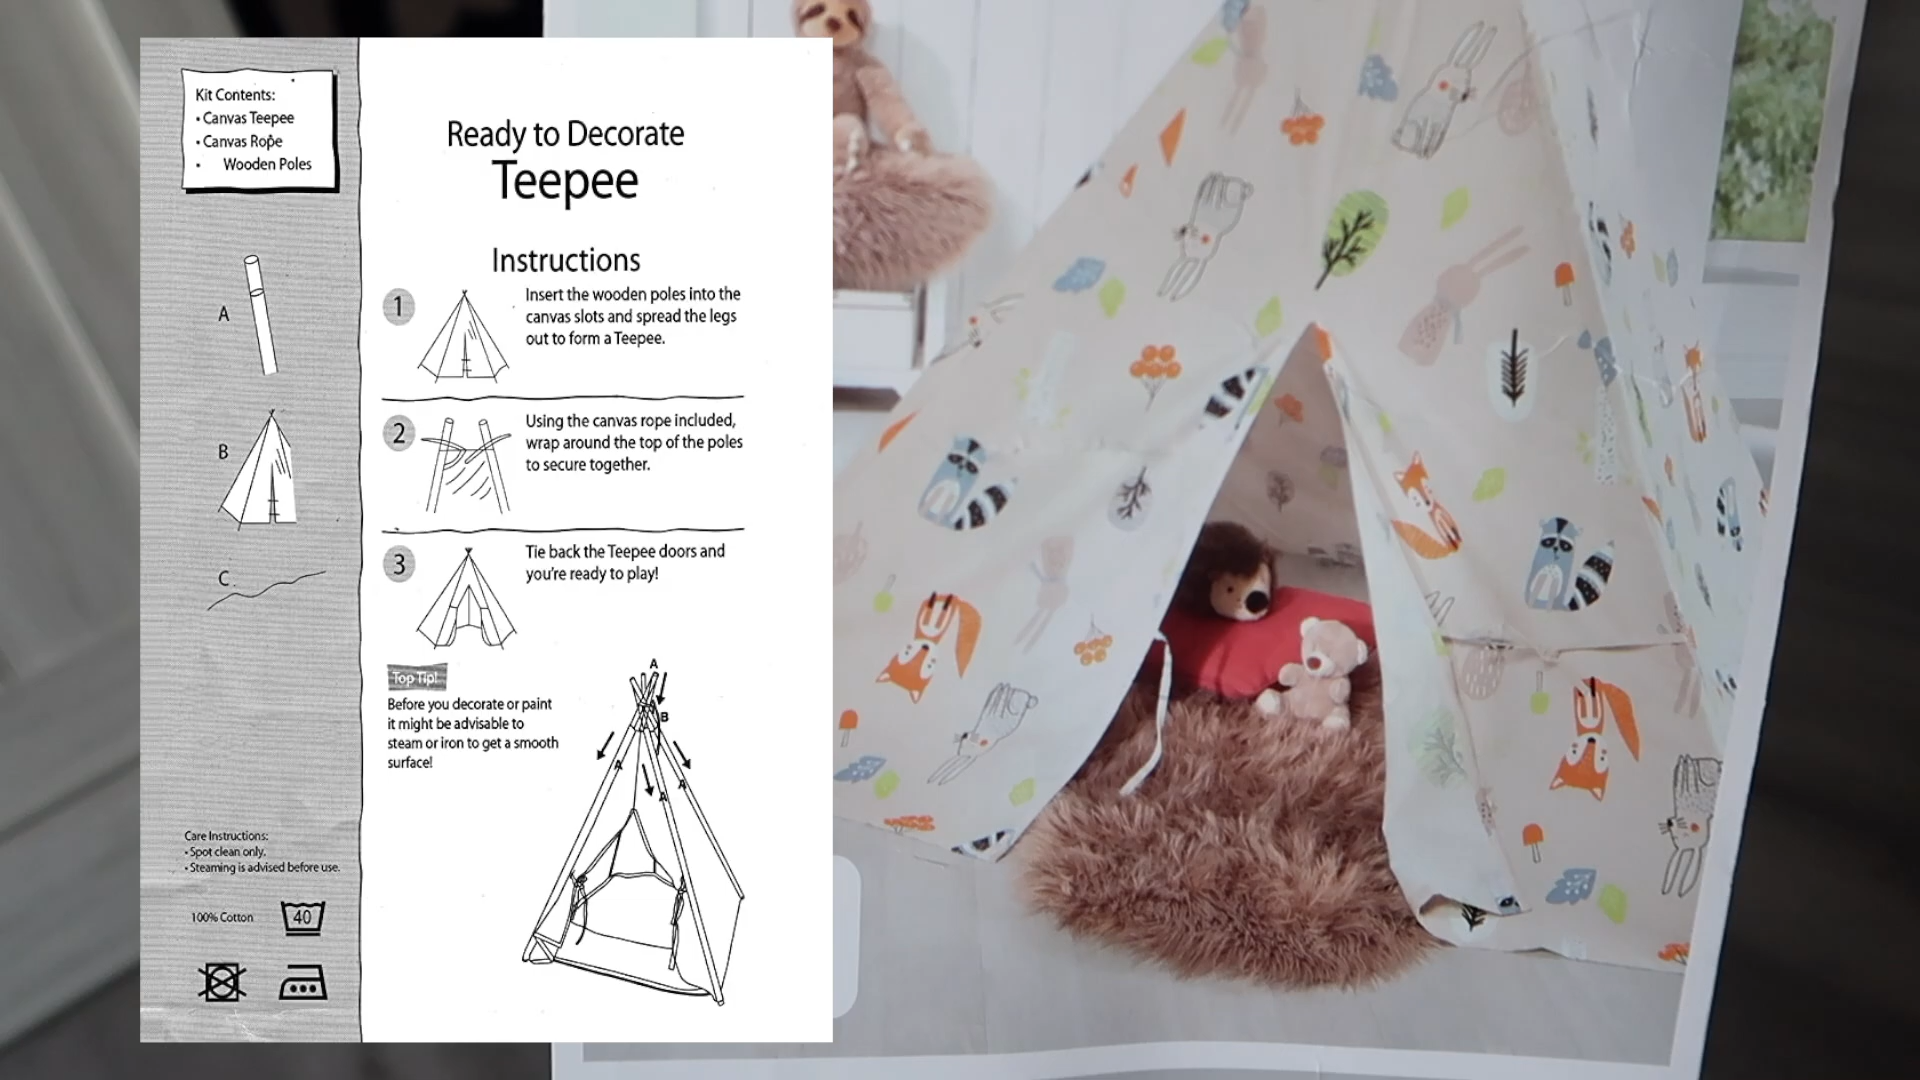 Kit Contents:
• Canvas Teepee
• Canvas Rope
• Wooden Poles
A
B
C
Care Instructions:
• Spot clean only.
• Steaming is advised before use.
100% Cotton
40
Ready to Decorate
Teepee
Instructions
1
Insert the wooden poles into the
canvas slots and spread the legs
out to form a Teepee.
2
Using the canvas rope included,
wrap around the top of the poles
to secure together.
3
Tie back the Teepee doors and
you're ready to play!
Top Tip!
Before you decorate or paint
it might be advisable to
steam or iron to get a smooth
surface!
A
B
A
A
A